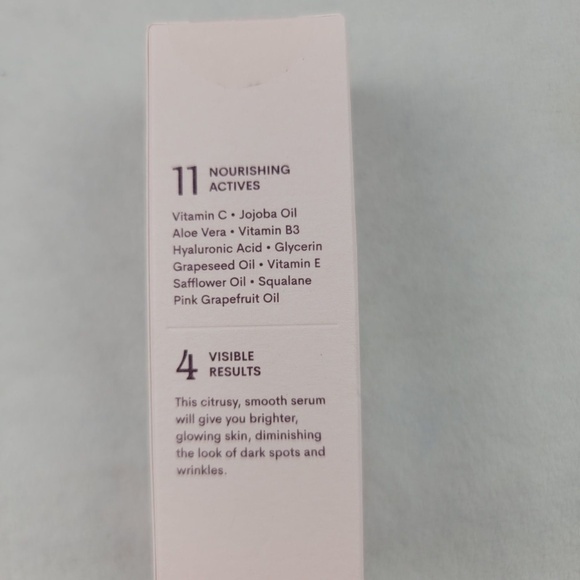 11 NOURISHING
ACTIVES
Vitamin C • Jojoba Oil
Aloe Vera • Vitamin B3
Hyaluronic Acid • Glycerin
Grapeseed Oil • Vitamin E
Safflower Oil • Squalane
Pink Grapefruit Oil
4 VISIBLE
RESULTS
This citrusy, smooth serum
will give you brighter,
glowing skin, diminishing
the look of dark spots and
wrinkles.